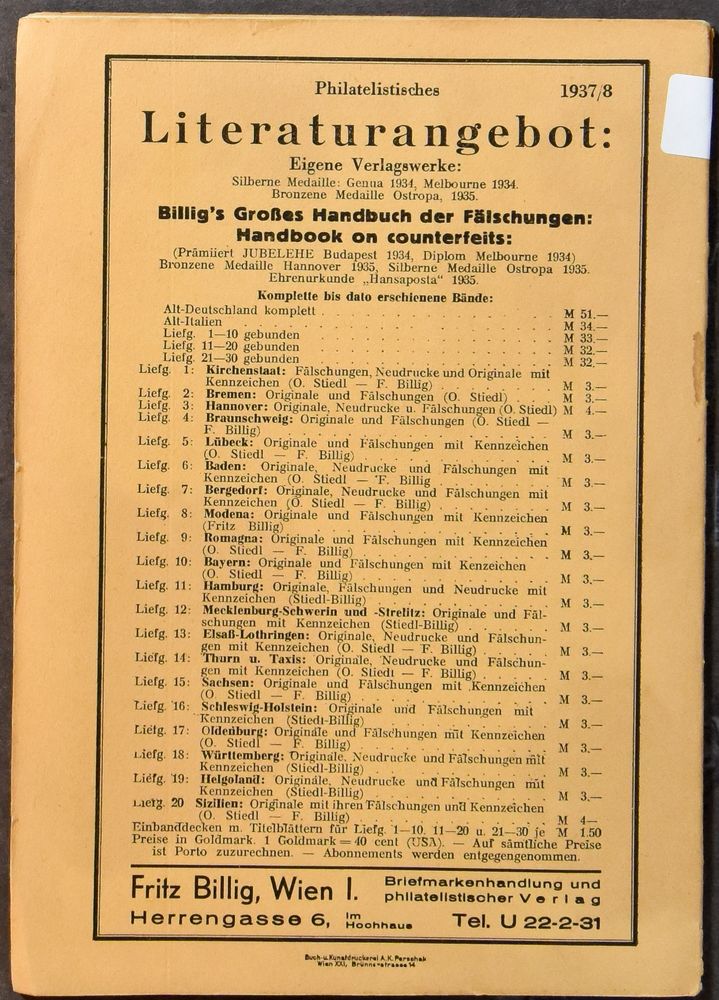 Philatelistisches 1937/8
Literaturangebot:
Eigene Verlagswerke:
Silberne Medaille: Genua 1934, Melbourne 1934.
Bronzene Medaille Ostropa, 1935.
Billig's Großes Handbuch der Fälschungen:
Handbook on counterfeits:
(Prämiiert JUBELEHE Budapest 1934, Diplom Melbourne 1934)
Bronzene Medaille Hannover 1935, Silberne Medaille Ostropa 1935.
Ehrenurkunde „Hansaposta" 1935.
Komplette bis dato erschienene Bände:
Alt-Deutschland komplett . . . . . . . . . . M 51.—
Alt-Italien . . . . . . . . . . M 34.—
Liefg. 1—10 gebunden . . . . . . . . . . M 33.—
Liefg. 11—20 gebunden . . . . . . . . . . M 32.—
Liefg. 21—30 gebunden . . . . . . . . . . M 32.—
Liefg. 1: Kirchenstaat: Fälschungen, Neudrucke und Originale mit
Kennzeichen (O. Stiedl — F. Billig) . . . . . M 3.—
Liefg. 2: Bremen: Originale und Fälschungen (O. Stiedl) . . . M 3.—
Liefg. 3: Hannover: Originale, Neudrucke u. Fälschungen (O. Stiedl) M 4.—
Liefg. 4: Braunschweig: Originale und Fälschungen (O. Stiedl —
F. Billig) . . . . . . . . . . M 3.—
Liefg. 5: Lübeck: Originale und Fälschungen mit Kennzeichen
(O. Stiedl — F. Billig) . . . . . . . . M 3.—
Liefg. 6: Baden: Originale, Neudrucke und Fälschungen mit
Kennzeichen (O. Stiedl — F. Billig . . . . . M 3.—
Liefg. 7: Bergedorf: Originale, Neudrucke und Fälschungen mit
Kennzeichen (O. Stiedl — F. Billig) . . . . . M 3.—
Liefg. 8: Modena: Originale und Fälschungen mit Kennzeichen
(Fritz Billig) . . . . . . . . . . M 3.—
Liefg. 9: Romagna: Originale und Fälschungen mit Kennzeichen
(O. Stiedl — F. Billig) . . . . . . . . M 3.—
Liefg. 10: Bayern: Originale und Fälschungen mit Kenzeichen
(O. Stiedl — F. Billig) . . . . . . . . M 3.—
Liefg. 11: Hamburg: Originale, Fälschungen und Neudrucke mit
Kennzeichen (Stiedl-Billig) . . . . . . . M 3.—
Liefg. 12: Mecklenburg-Schwerin und -Strelitz: Originale und Fäl-
schungen mit Kennzeichen (Stiedl-Billig) . . . . M 3.—
Liefg. 13: Elsaß-Lothringen: Originale, Neudrucke und Fälschun-
gen mit Kennzeichen (O. Stiedl — F. Billig) . . . M 3.—
Liefg. 14: Thurn u. Taxis: Originale, Neudrucke und Fälschun-
gen mit Kennzeichen (O. Stiedl — F. Billig) . . . M 3.—
Liefg. 15: Sachsen: Originale und Fälschungen mit Kennzeichen
(O. Stiedl — F. Billig) . . . . . . . . M 3.—
Liefg. 16: Schleswig-Holstein: Originale und Fälschungen mit
Kennzeichen (Stiedl-Billig) . . . . . . . M 3.—
Liefg. 17: Oldenburg: Originale und Fälschungen mit Kennzeichen
(O. Stiedl — F. Billig) . . . . . . . . M 3.—
Liefg. 18: Württemberg: Originale, Neudrucke und Fälschungen mit
Kennzeichen (Stiedl-Billig) . . . . . . . M 3.—
Liefg. 19: Helgoland: Originale, Neudrucke und Fälschungen mit
Kennzeichen (Stiedl-Billig) . . . . . . . M 3.—
Liefg. 20 Sizilien: Originale mit ihren Fälschungen und Kennzeichen
(O. Stiedl — F. Billig) . . . . . . . . M 4—
Einbanddecken m. Titelblättern für Liefg. 1—10, 11—20 u. 21—30 je M 1.50
Preise in Goldmark. 1 Goldmark = 40 cent (USA). — Auf sämtliche Preise
ist Porto zuzurechnen. — Abonnements werden entgegengenommen.
Fritz Billig, Wien I. Briefmarkenhandlung und
philatelistischer Verlag
Herrengasse 6, Im Hochhaus Tel. U 22-2-31
Buch- u. Kunstdruckerei A. K. Perschak
Wien XXI, Brünnerstrasse 14